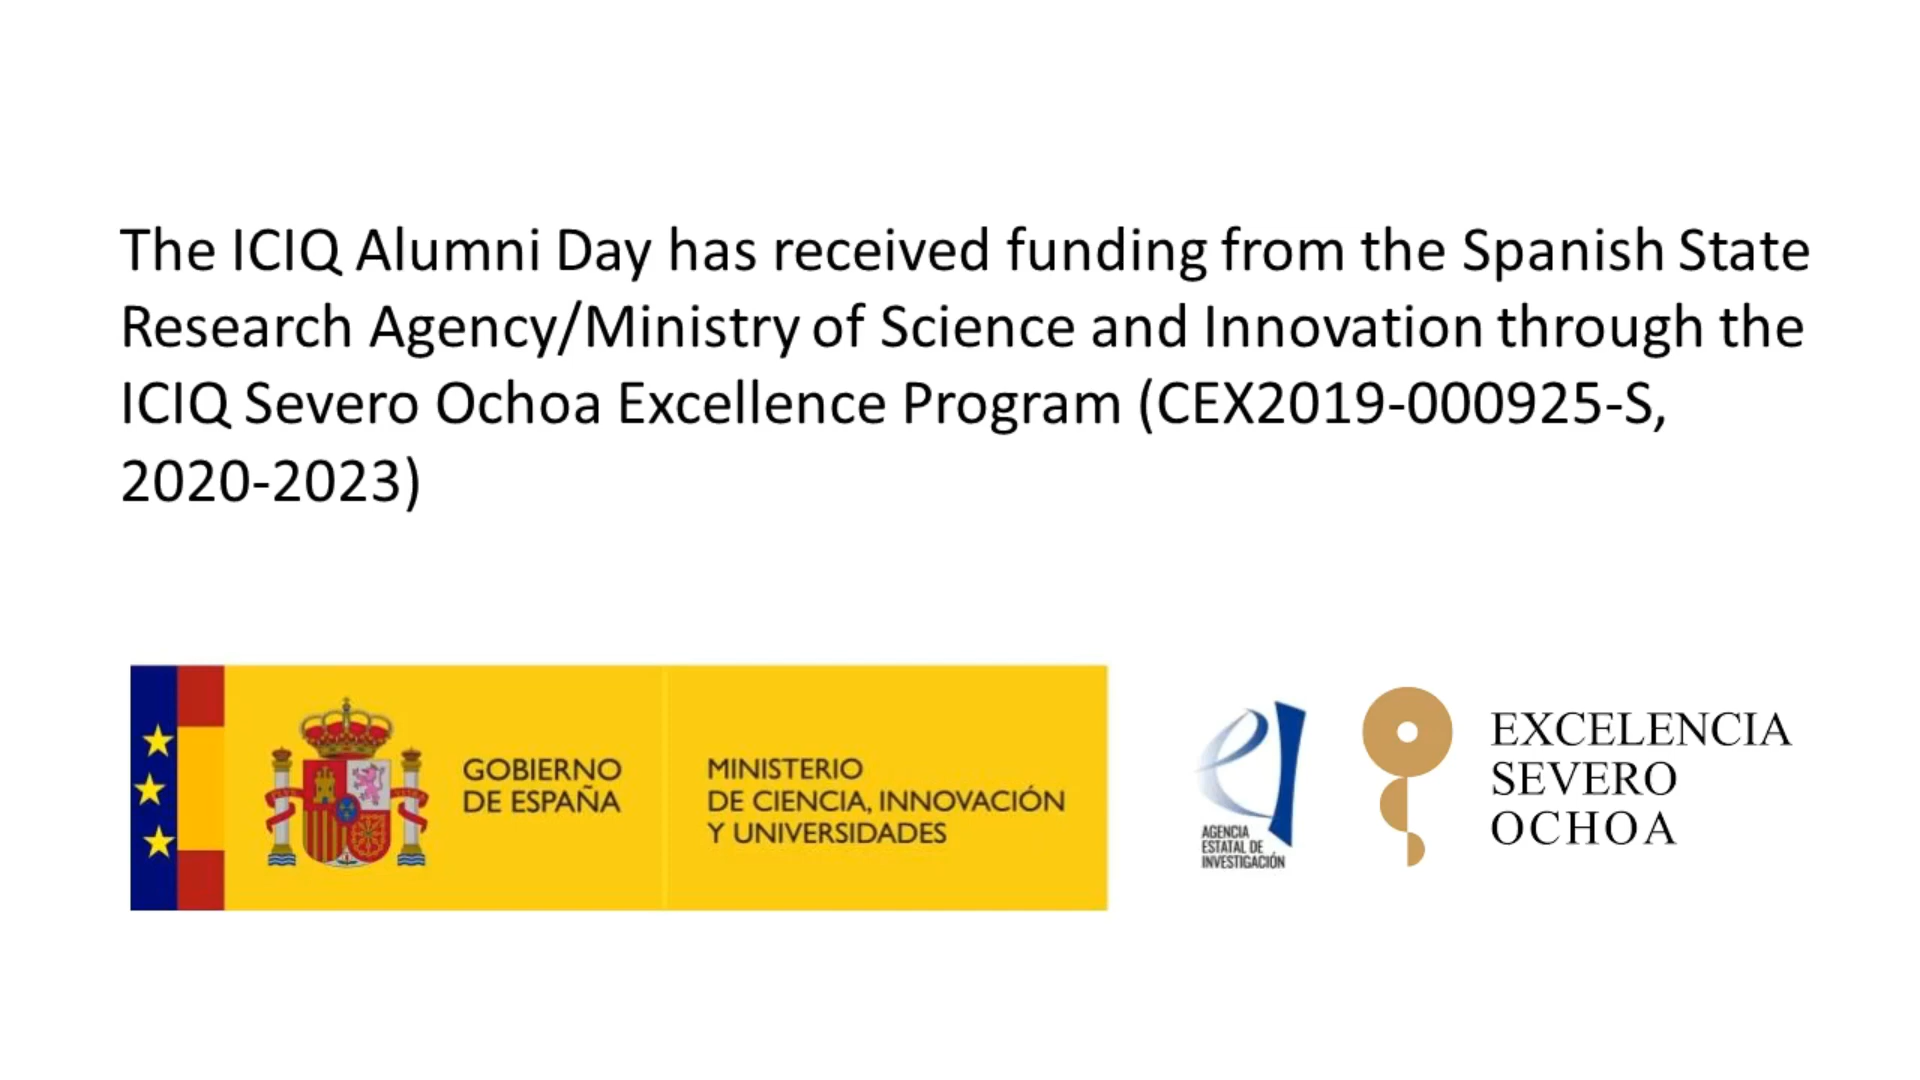 The ICIQ Alumni Day has received funding from the Spanish State
Research Agency/Ministry of Science and Innovation through the
ICIQ Severo Ochoa Excellence Program (CEX2019-000925-S,
2020-2023)
GOBIERNO
DE ESPAÑA
MINISTERIO
DE CIENCIA, INNOVACIÓN
Y UNIVERSIDADES
AGENCIA
ESTATAL DE
INVESTIGACIÓN
EXCELENCIA
SEVERO
OCHOA